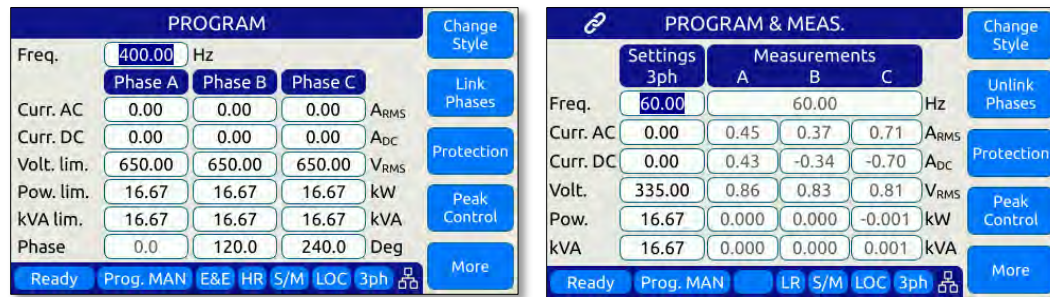 PROGRAM
Change Style
Freq. 400.00 Hz
Phase A Phase B Phase C
Link Phases
Curr. AC 0.00 0.00 0.00 ARMS
Curr. DC 0.00 0.00 0.00 ADC
Protection
Volt. lim. 650.00 650.00 650.00 VRMS
Pow. lim. 16.67 16.67 16.67 kW
Peak Control
kVA lim. 16.67 16.67 16.67 kVA
Phase 0.0 120.0 240.0 Deg
More
Ready Prog. MAN E&E HR S/M LOC 3ph
PROGRAM & MEAS.
Change Style
Settings Measurements
3ph A B C
Unlink Phases
Freq. 60.00 60.00 Hz
Curr. AC 0.00 0.45 0.37 0.71 ARMS
Curr. DC 0.00 0.43 -0.34 -0.70 ADC
Protection
Volt. 335.00 0.86 0.83 0.81 VRMS
Pow. 16.67 0.000 0.000 -0.001 kW
Peak Control
kVA 16.67 0.000 0.000 0.001 kVA
More
Ready Prog. MAN LR S/M LOC 3ph